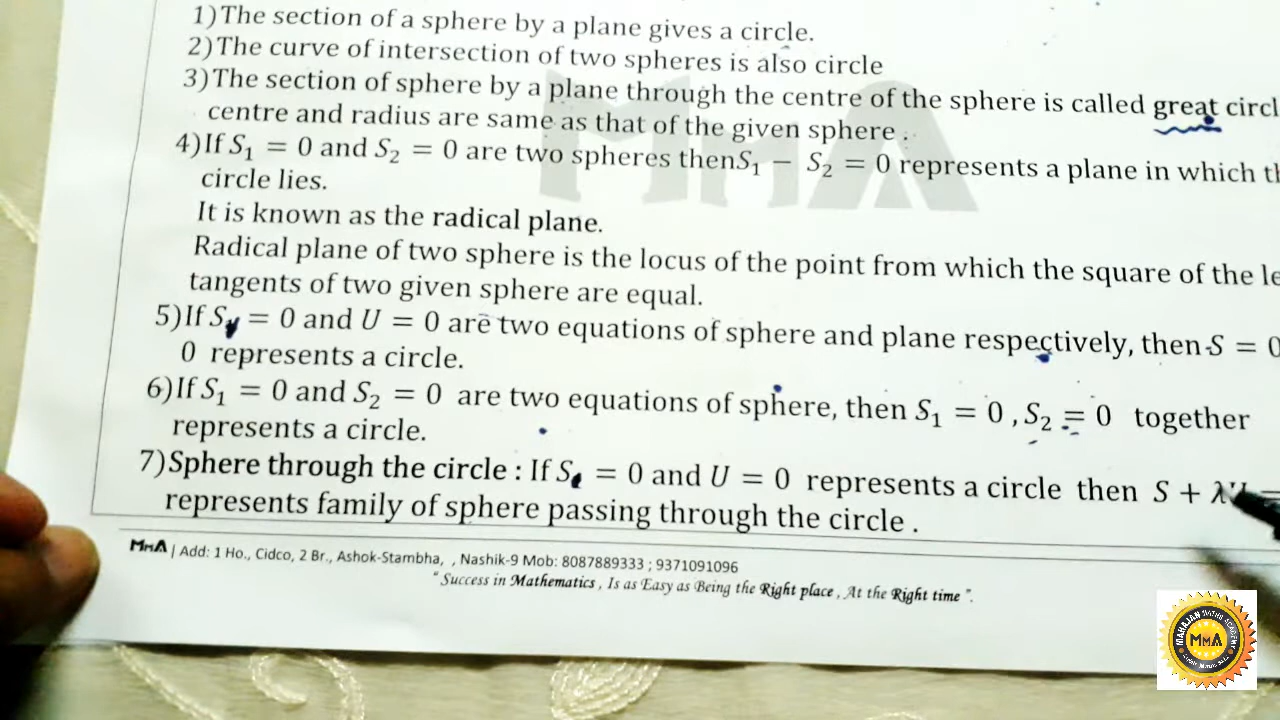 1)The section of a sphere by a plane gives a circle.
2)The curve of intersection of two spheres is also circle
3)The section of sphere by a plane through the centre of the sphere is called great circl
centre and radius are same as that of the given sphere .
4)If S₁ = 0 and S₂ = 0 are two spheres thenS₁ − S₂ = 0 represents a plane in which th
circle lies.
It is known as the radical plane.
Radical plane of two sphere is the locus of the point from which the square of the le
tangents of two given sphere are equal.
5)If S = 0 and U = 0 are two equations of sphere and plane respectively, then S = 0
0 represents a circle.
6)If S₁ = 0 and S₂ = 0 are two equations of sphere, then S₁ = 0 , S₂ = 0 together
represents a circle.
7)Sphere through the circle : If S = 0 and U = 0 represents a circle then S + λU =
represents family of sphere passing through the circle .
MMA | Add: 1 Ho., Cidco, 2 Br., Ashok-Stambha, , Nashik-9 Mob: 8087889333 ; 9371091096
" Success in Mathematics , Is as Easy as Being the Right place , At the Right time ".
MMA
MAHAJAN MATHS ACADEMY
MMA